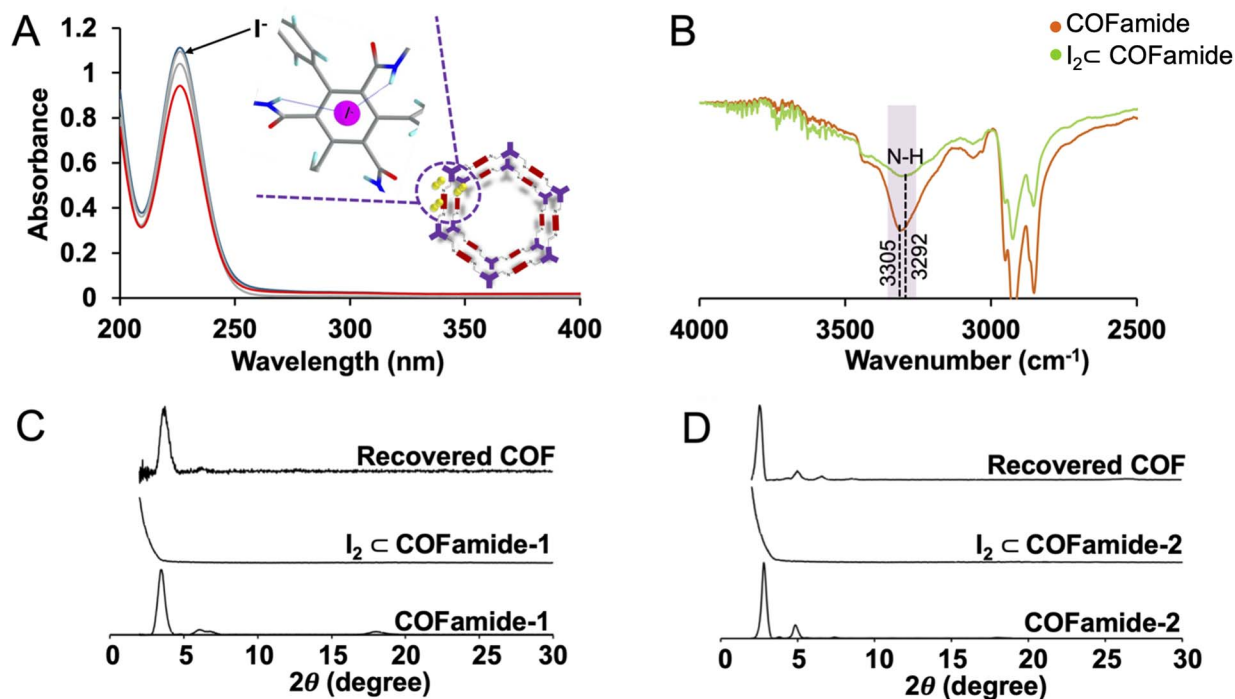 A
I⁻
1.2
1
0.8
0.6
0.4
0.2
0
Absorbance
200
250
300
350
400
Wavelength (nm)
B
COFamide
I₂⊂ COFamide
N-H
3305
3292
4000
3500
3000
2500
Wavenumber (cm⁻¹)
C
Recovered COF
I₂ ⊂ COFamide-1
COFamide-1
0
5
10
15
20
25
30
2θ (degree)
D
Recovered COF
I₂ ⊂ COFamide-2
COFamide-2
0
5
10
15
20
25
30
2θ (degree)